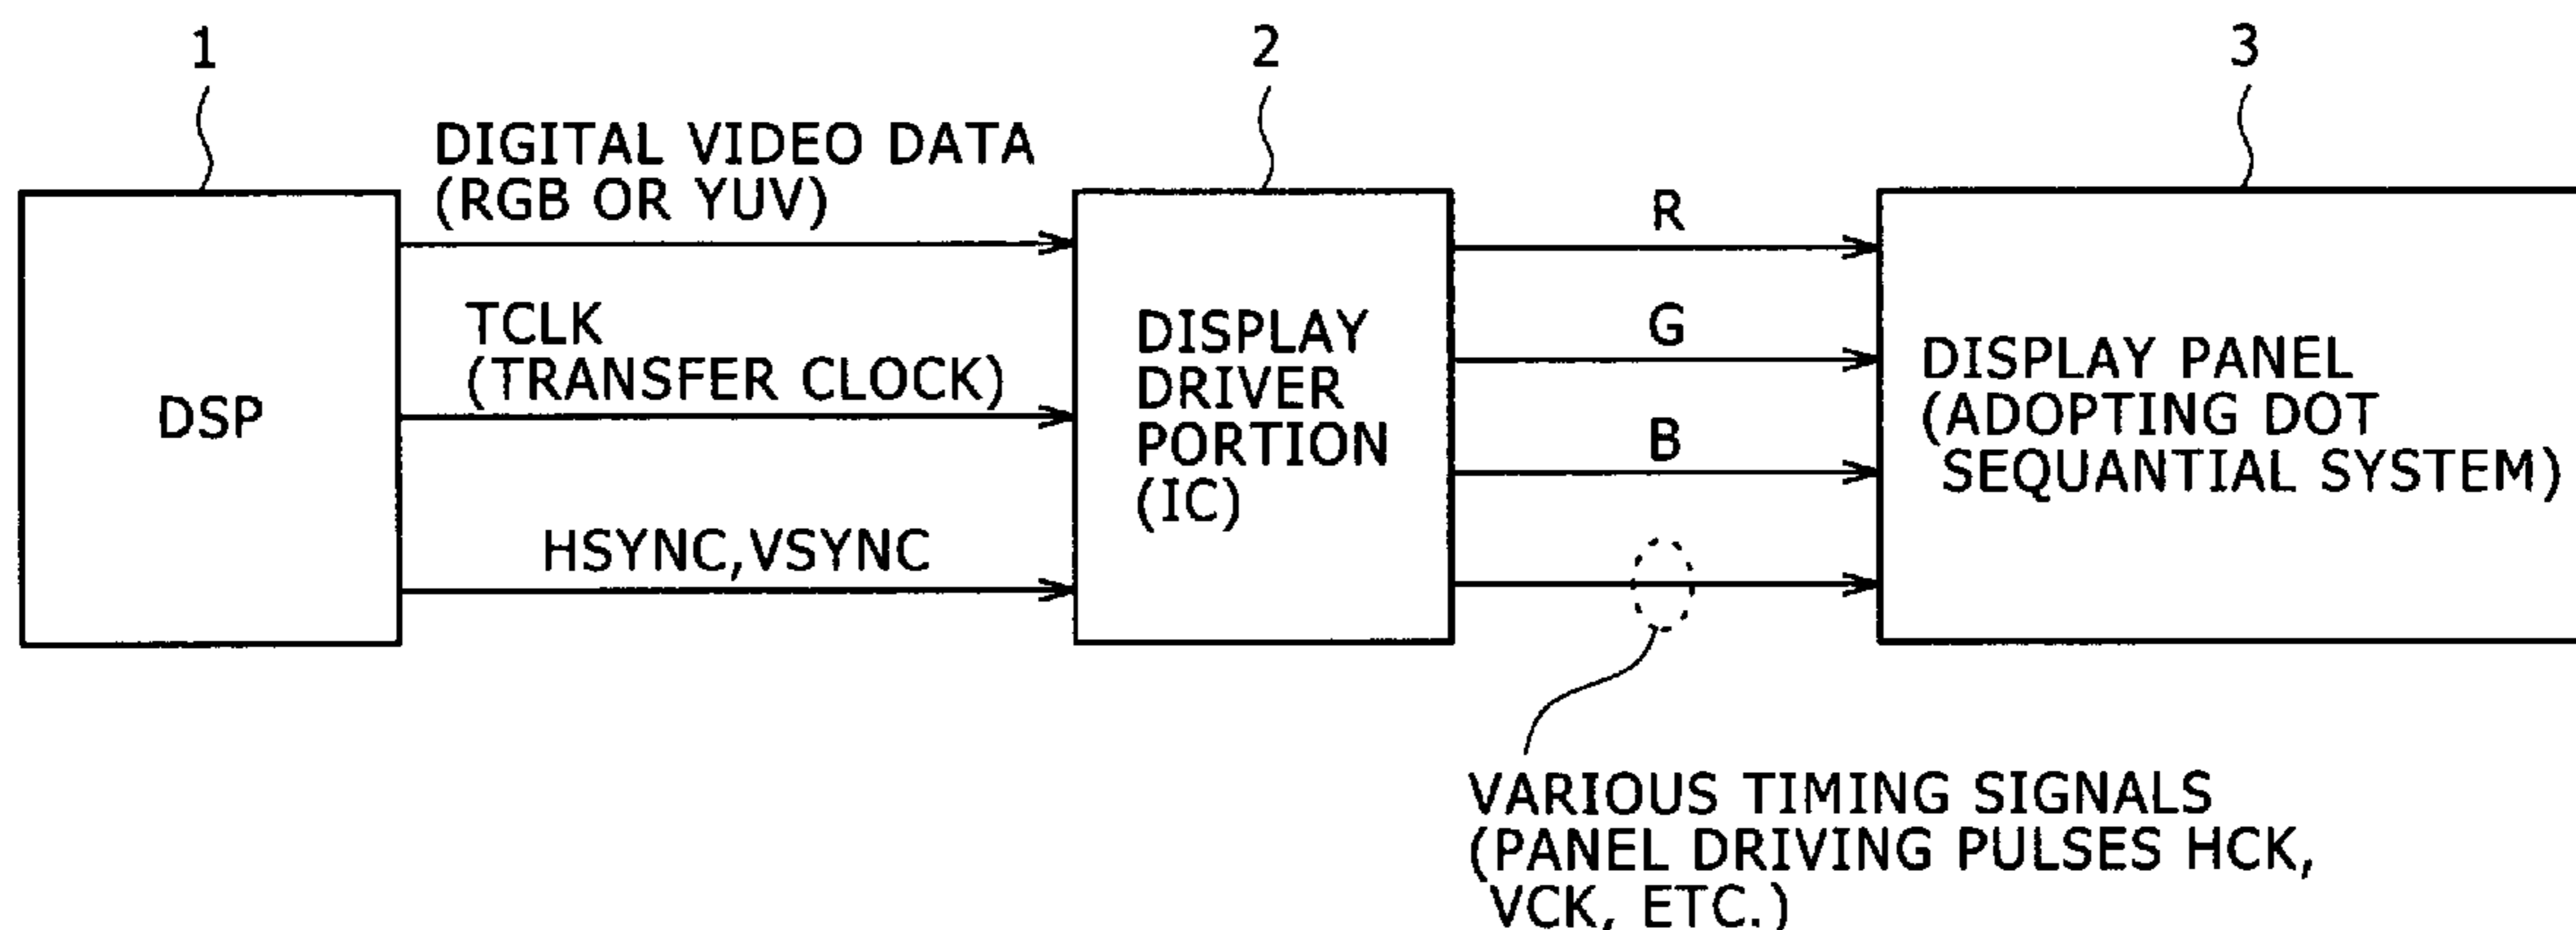 1
2
3
DIGITAL VIDEO DATA
(RGB OR YUV)
TCLK
(TRANSFER CLOCK)
HSYNC,VSYNC
DSP
DISPLAY
DRIVER
PORTION
(IC)
R
G
B
DISPLAY PANEL
(ADOPTING DOT
SEQUANTIAL SYSTEM)
VARIOUS TIMING SIGNALS
(PANEL DRIVING PULSES HCK,
VCK, ETC.)